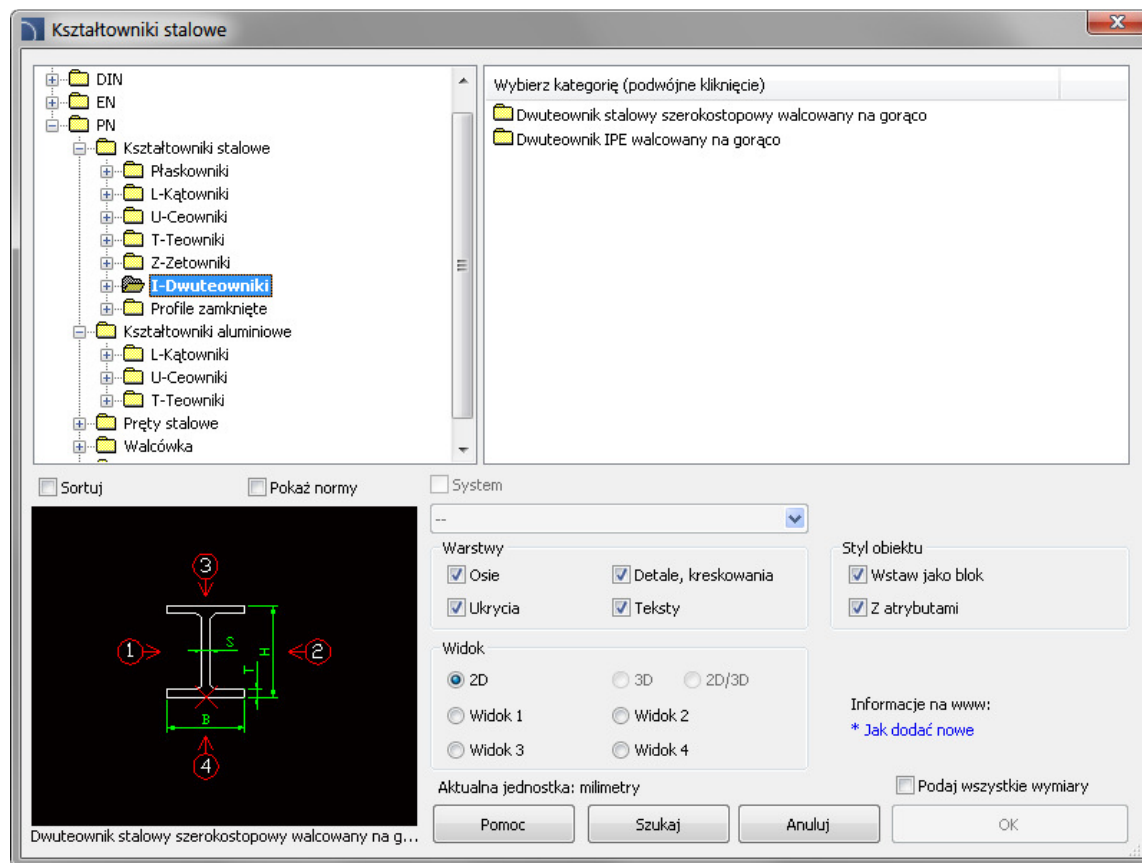 Kształtowniki stalowe
DIN
EN
PN
Kształtowniki stalowe
Płaskowniki
L-Kątowniki
U-Ceowniki
T-Teowniki
Z-Zetowniki
I-Dwuteowniki
Profile zamknięte
Kształtowniki aluminiowe
L-Kątowniki
U-Ceowniki
T-Teowniki
Pręty stalowe
Walcówka
Wybierz kategorię (podwójne kliknięcie)
Dwuteownik stalowy szerokostopowy walcowany na gorąco
Dwuteownik IPE walcowany na gorąco
Sortuj
Pokaż normy
3
1
S
H
2
T
B
4
Dwuteownik stalowy szerokostopowy walcowany na g...
System
--
Warstwy
Osie
Detale, kreskowania
Ukrycia
Teksty
Styl obiektu
Wstaw jako blok
Z atrybutami
Widok
2D
3D
2D/3D
Widok 1
Widok 2
Widok 3
Widok 4
Informacje na www:
* Jak dodać nowe
Aktualna jednostka: milimetry
Podaj wszystkie wymiary
Pomoc
Szukaj
Anuluj
OK